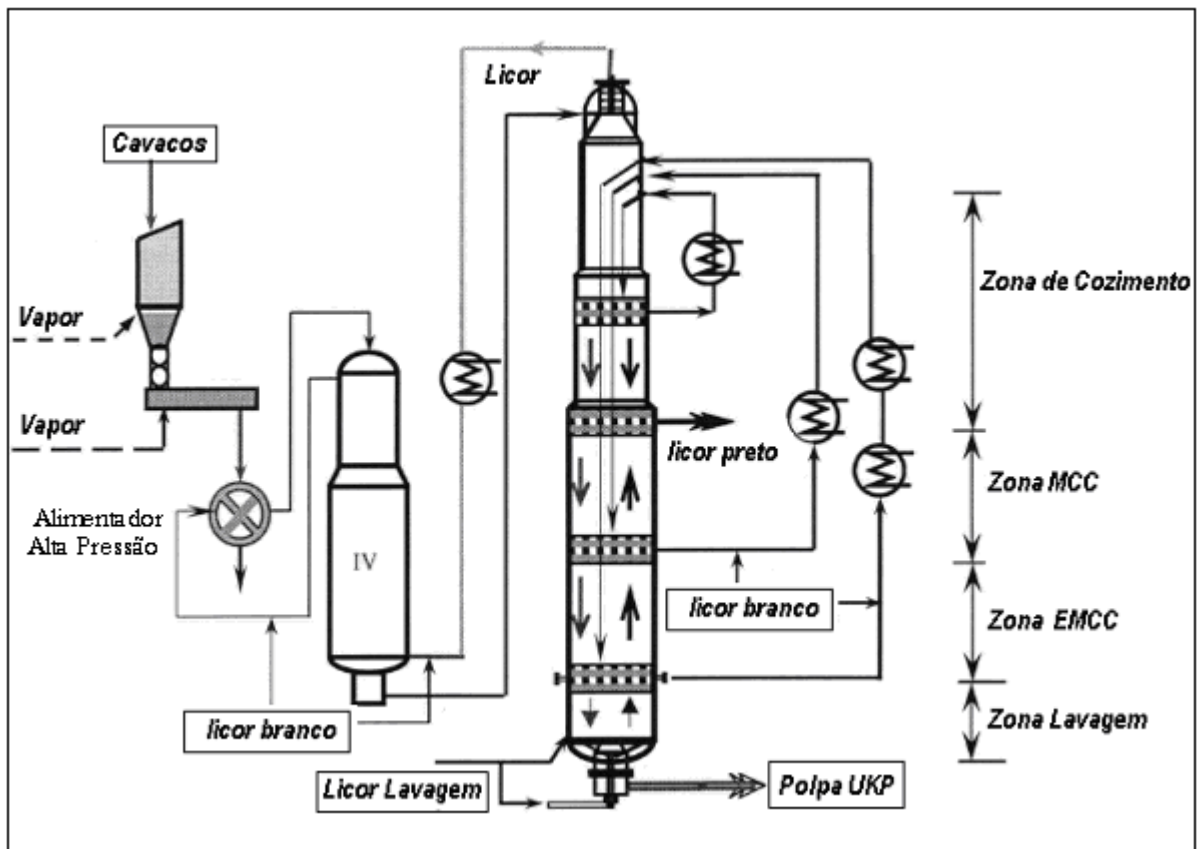 Licor
Cavacos
Vapor
Vapor
Alimentador
Alta Pressão
IV
licor branco
Licor Lavagem
licor preto
licor branco
Polpa UKP
Zona de Cozimento
Zona MCC
Zona EMCC
Zona Lavagem